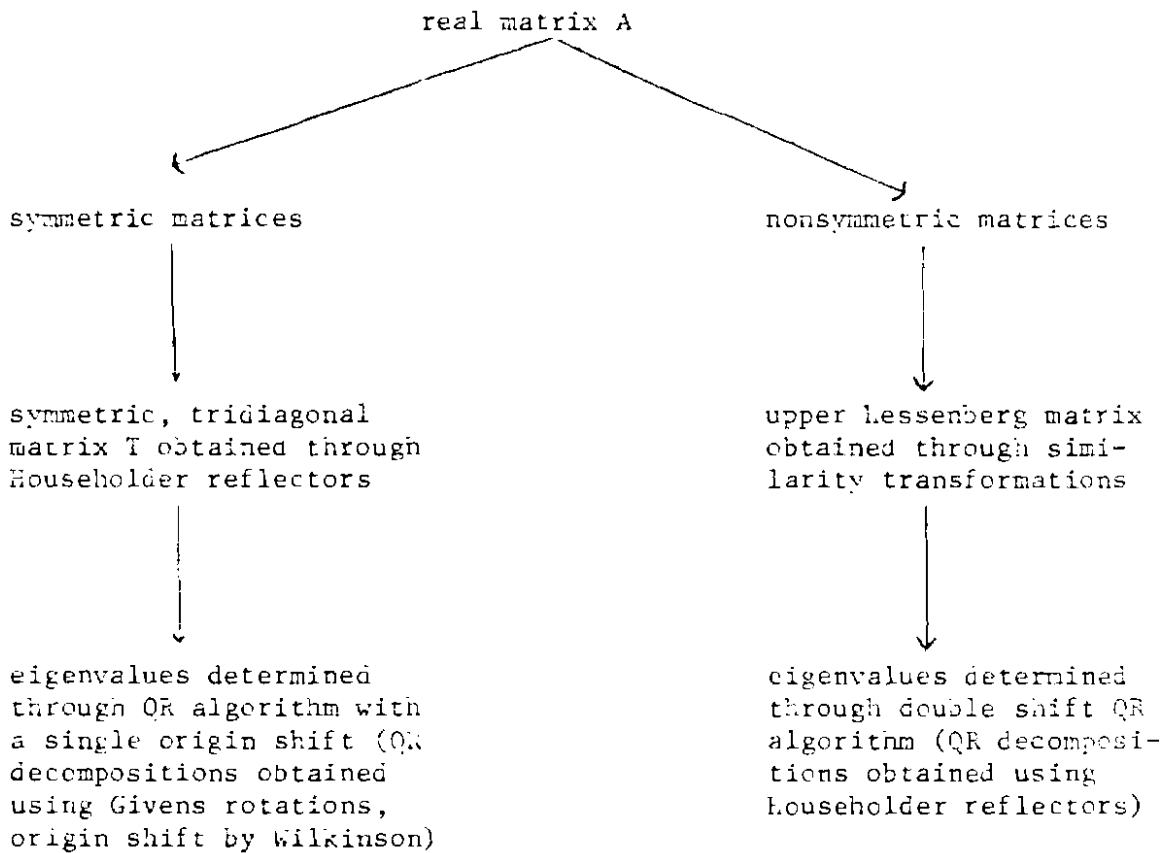 real matrix A
symmetric matrices
nonsymmetric matrices
symmetric, tridiagonal
matrix T obtained through
Householder reflectors
upper Hessenberg matrix
obtained through simi-
larity transformations
eigenvalues determined
through QR algorithm with
a single origin shift (QR
decompositions obtained
using Givens rotations,
origin shift by Wilkinson)
eigenvalues determined
through double shift QR
algorithm (QR decomposi-
tions obtained using
Householder reflectors)